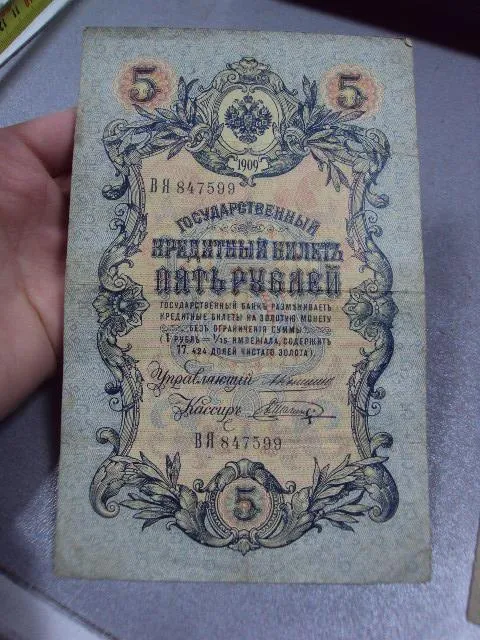 5 5
1909
ВЯ 847599
ГОСУДАРСТВЕННЫЙ
КРЕДИТНЫЙ БИЛЕТЪ
ПЯТЬ РУБЛЕЙ
ГОСУДАРСТВЕННЫЙ БАНКЪ РАЗМѢНИВАЕТЪ
КРЕДИТНЫЕ БИЛЕТЫ НА ЗОЛОТУЮ МОНЕТУ
БЕЗЪ ОГРАНИЧЕНІЯ СУММЫ
(1 РУБЛЬ = 1/15 ИМПЕРІАЛА, СОДЕРЖИТЪ
17,424 ДОЛЕЙ ЧИСТАГО ЗОЛОТА).
Управляющій
Кассиръ
ВЯ 847599
5